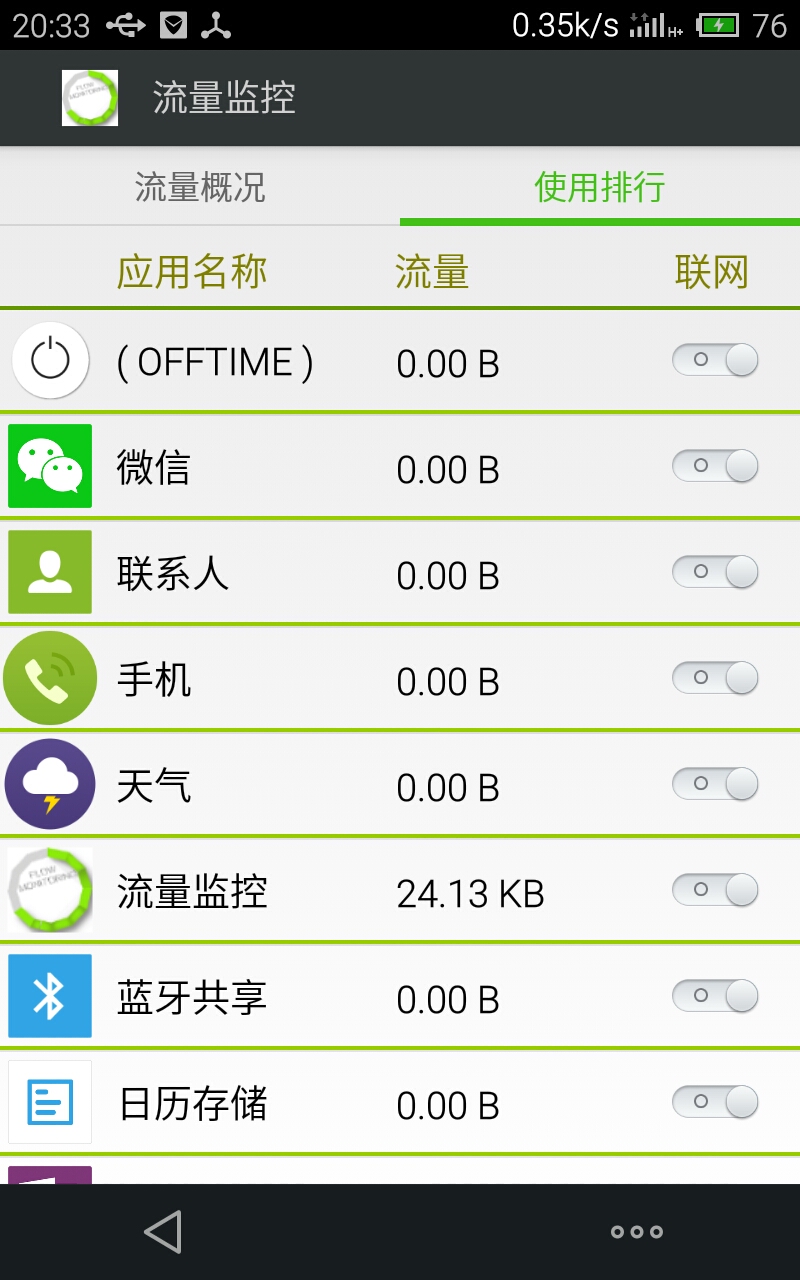 20:33 0.35k/s H+ 76
流量监控
流量概况 使用排行
应用名称 流量 联网
( OFFTIME ) 0.00 B
微信 0.00 B
联系人 0.00 B
手机 0.00 B
天气 0.00 B
FLOW MONITORING 流量监控 24.13 KB
蓝牙共享 0.00 B
日历存储 0.00 B